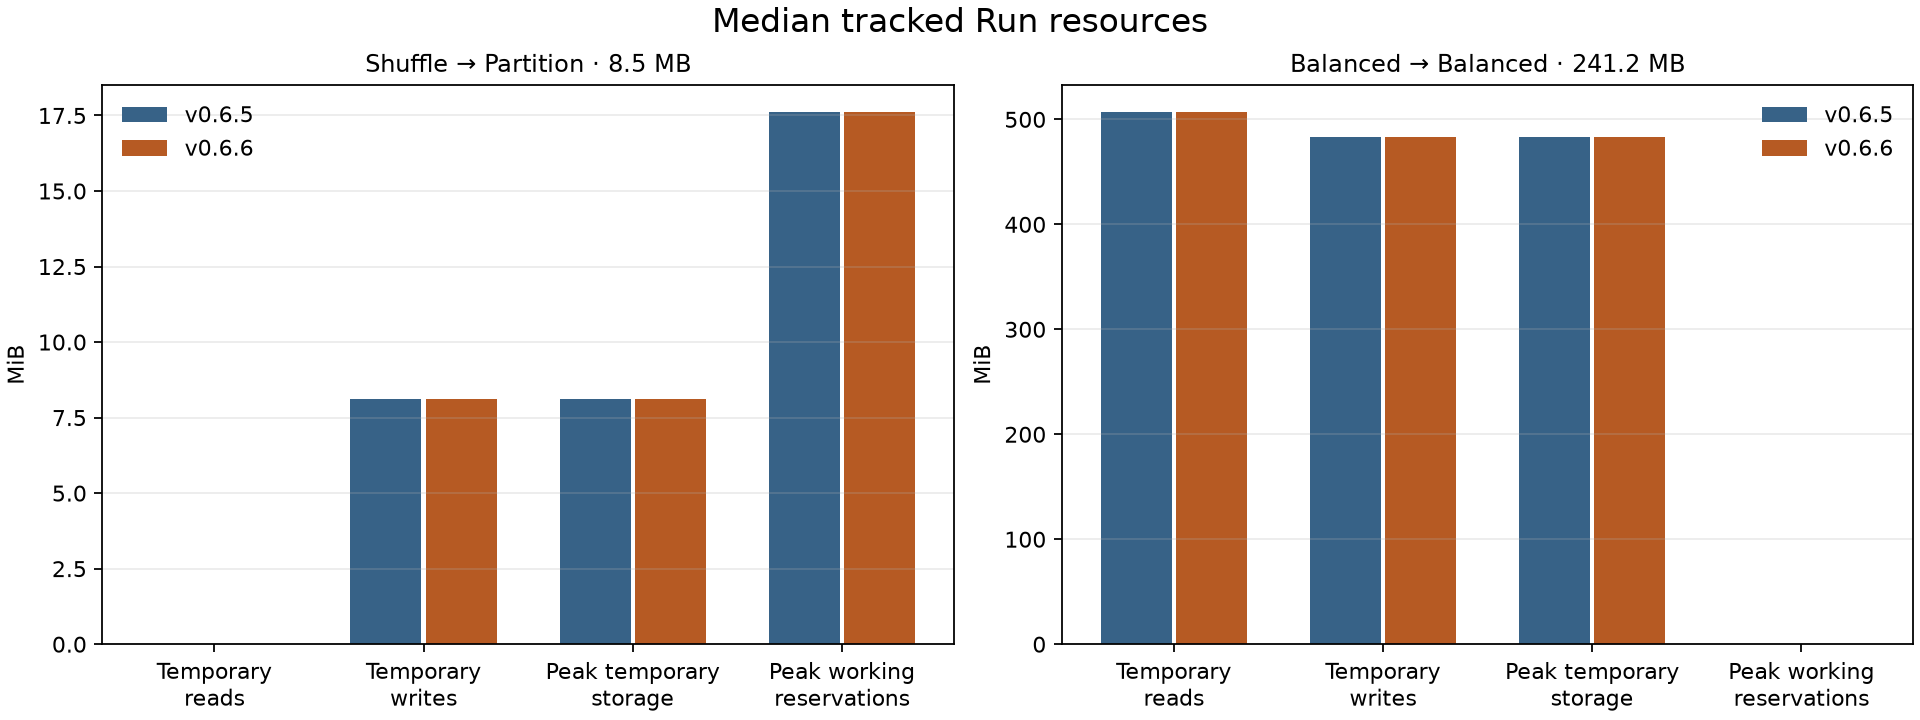 Median tracked Run resources
Shuffle → Partition · 8.5 MB
v0.6.5
v0.6.6
17.5
15.0
12.5
10.0
7.5
5.0
2.5
0.0
MiB
Temporary
reads
Temporary
writes
Peak temporary
storage
Peak working
reservations
Balanced → Balanced · 241.2 MB
v0.6.5
v0.6.6
500
400
300
200
100
0
MiB
Temporary
reads
Temporary
writes
Peak temporary
storage
Peak working
reservations